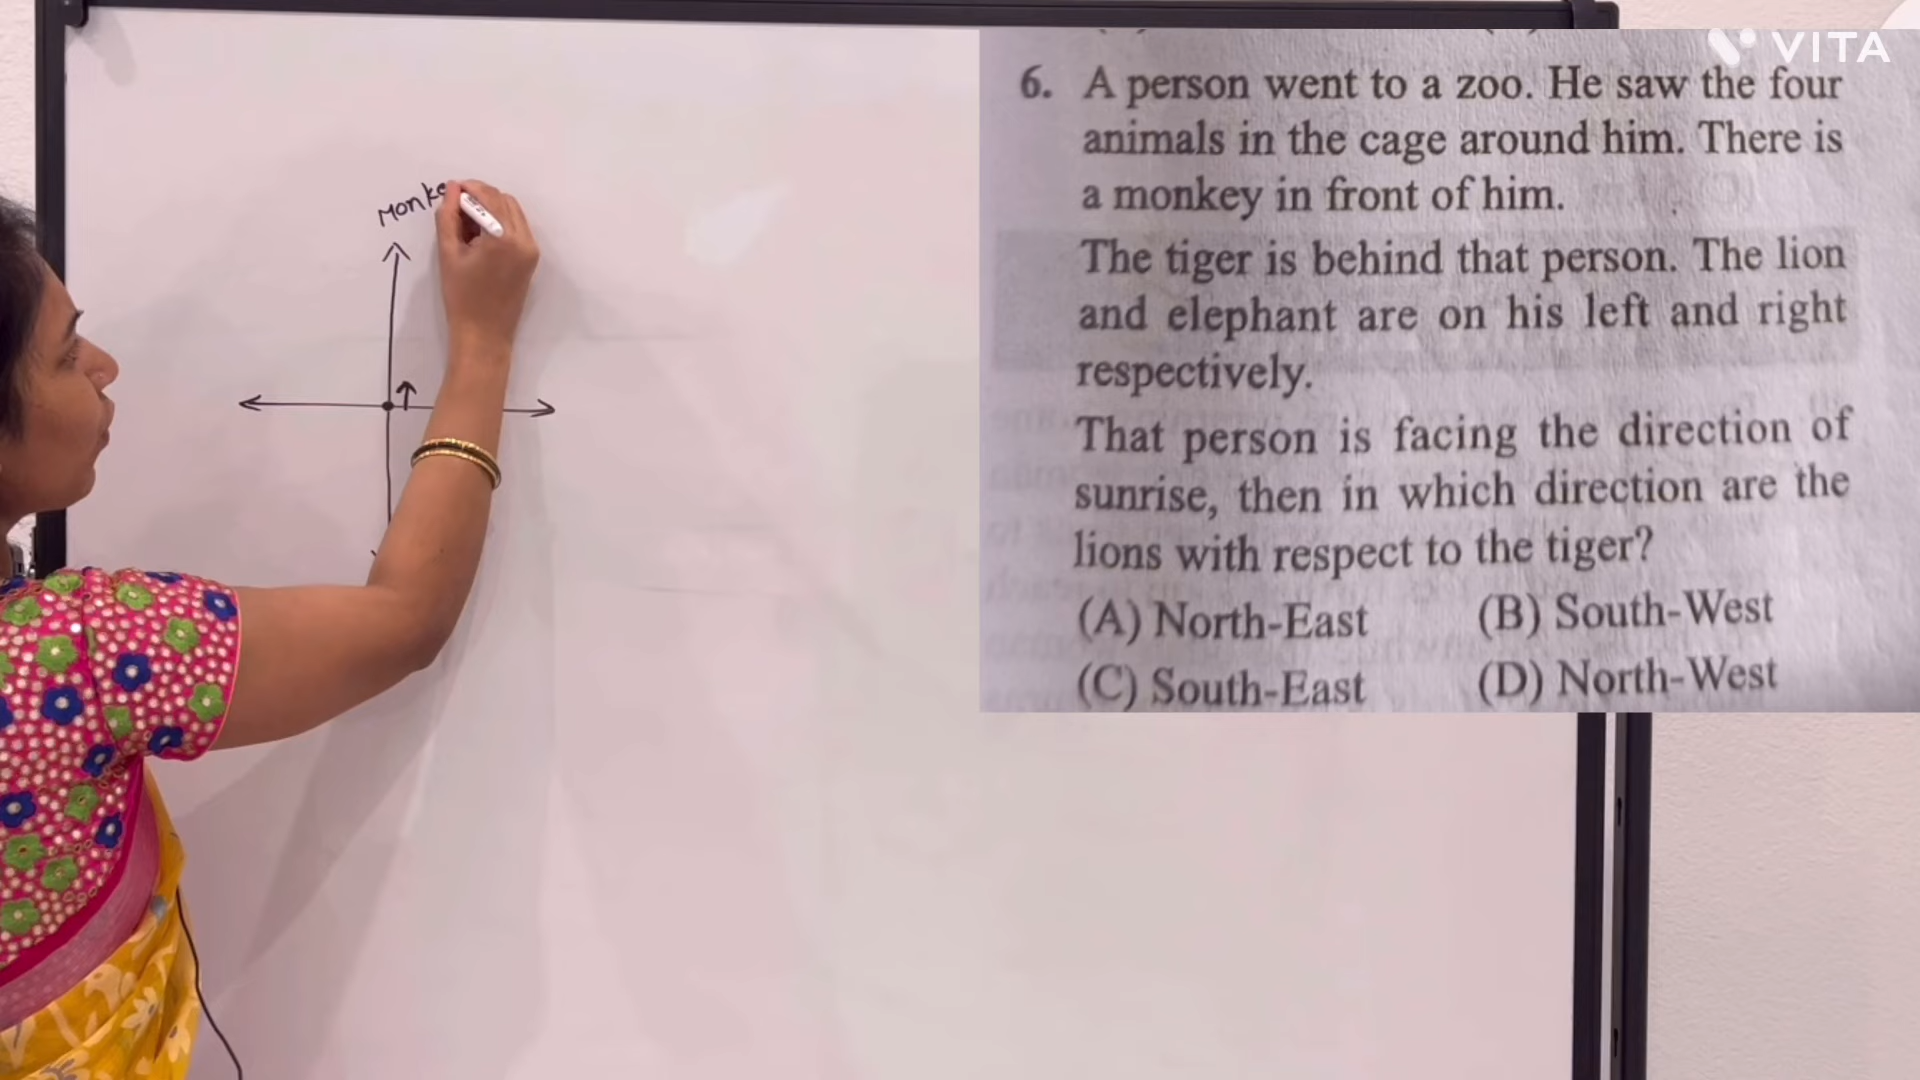 Monke
VITA
6. A person went to a zoo. He saw the four
animals in the cage around him. There is
a monkey in front of him.
The tiger is behind that person. The lion
and elephant are on his left and right
respectively.
That person is facing the direction of
sunrise, then in which direction are the
lions with respect to the tiger?
(A) North-East (B) South-West
(C) South-East (D) North-West